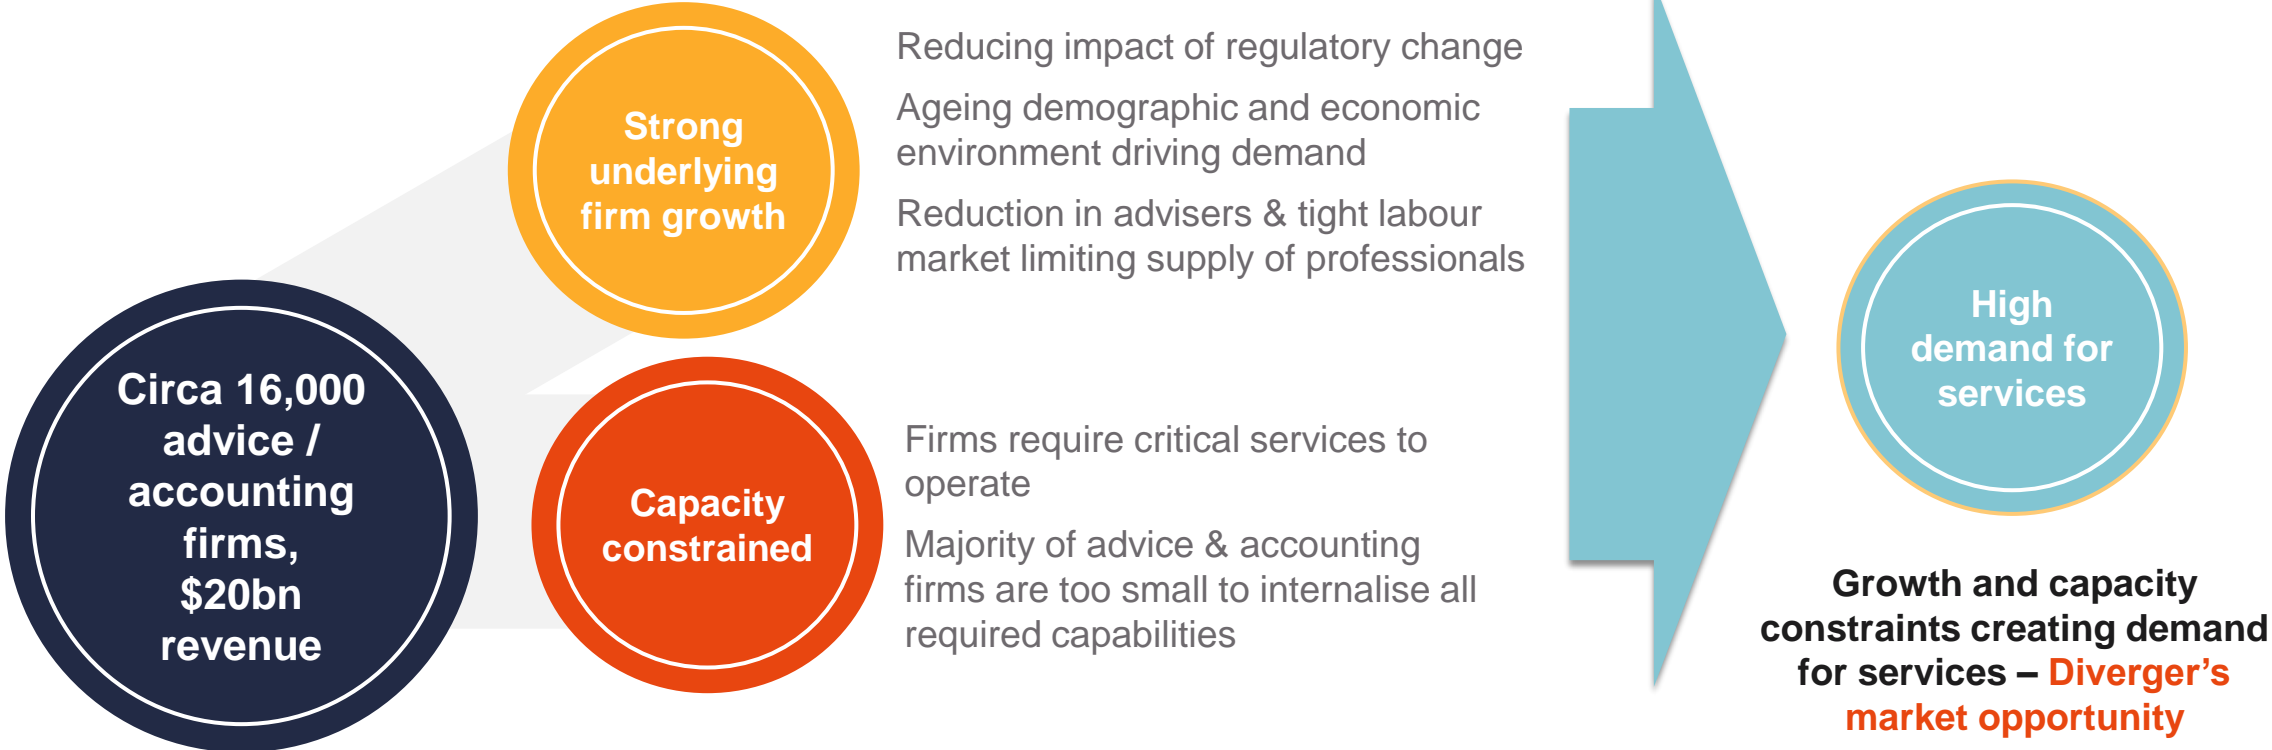 Circa 16,000
advice /
accounting
firms,
$20bn
revenue
Strong
underlying
firm growth
Reducing impact of regulatory change
Ageing demographic and economic
environment driving demand
Reduction in advisers & tight labour
market limiting supply of professionals
Capacity
constrained
Firms require critical services to
operate
Majority of advice & accounting
firms are too small to internalise all
required capabilities
High
demand for
services
Growth and capacity
constraints creating demand
for services – Diverger’s
market opportunity